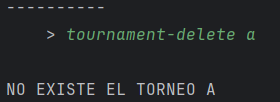 ----------
> tournament-delete a
NO EXISTE EL TORNEO A